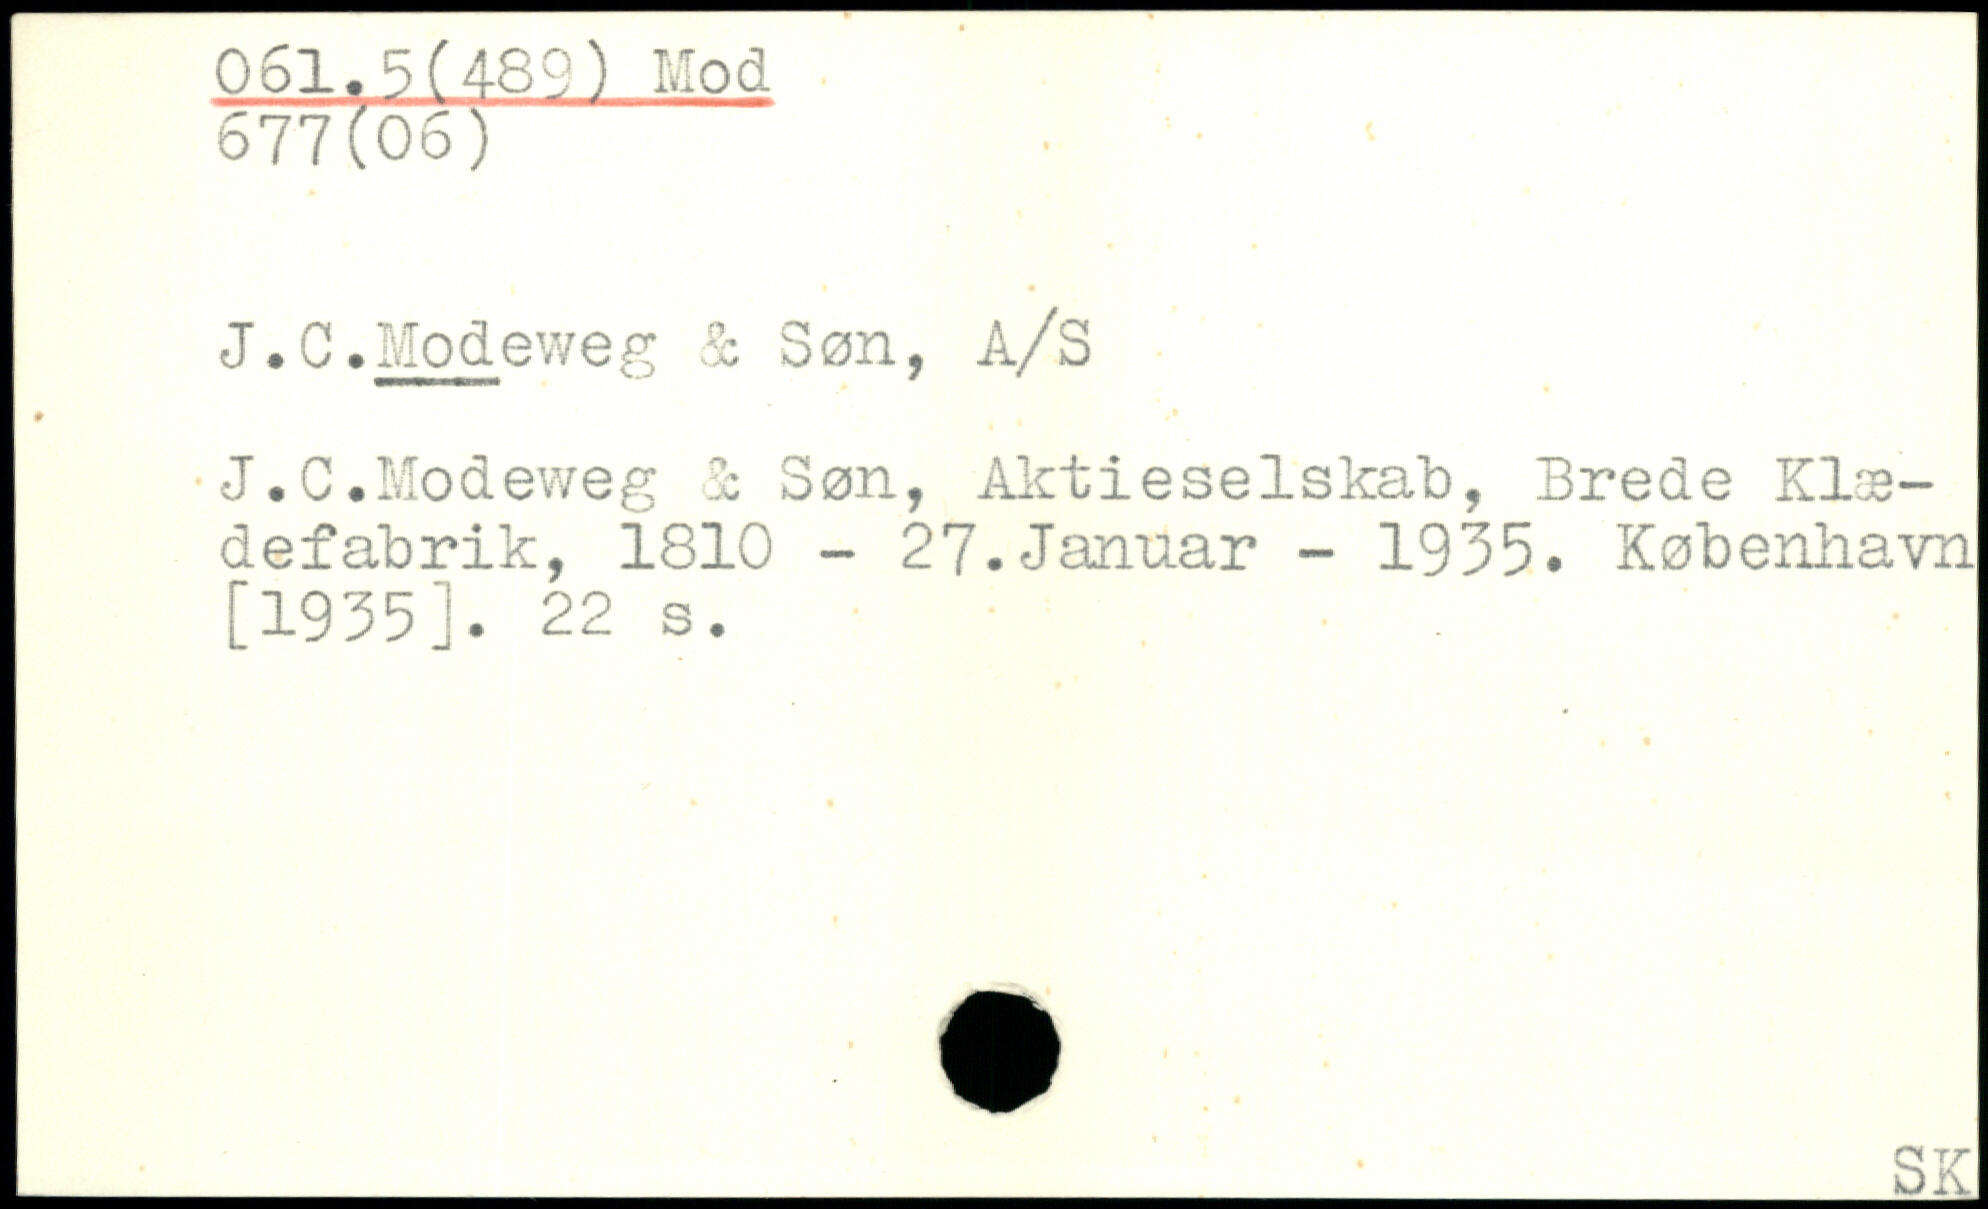 061.5(489) Mod
677(06)
J.C.Modeweg & Søn, A/S
J.C.Modeweg & Søn, Aktieselskab, Brede Klæ-
defabrik, 1810 - 27.Januar - 1935. København
[1935]. 22 s.
SK